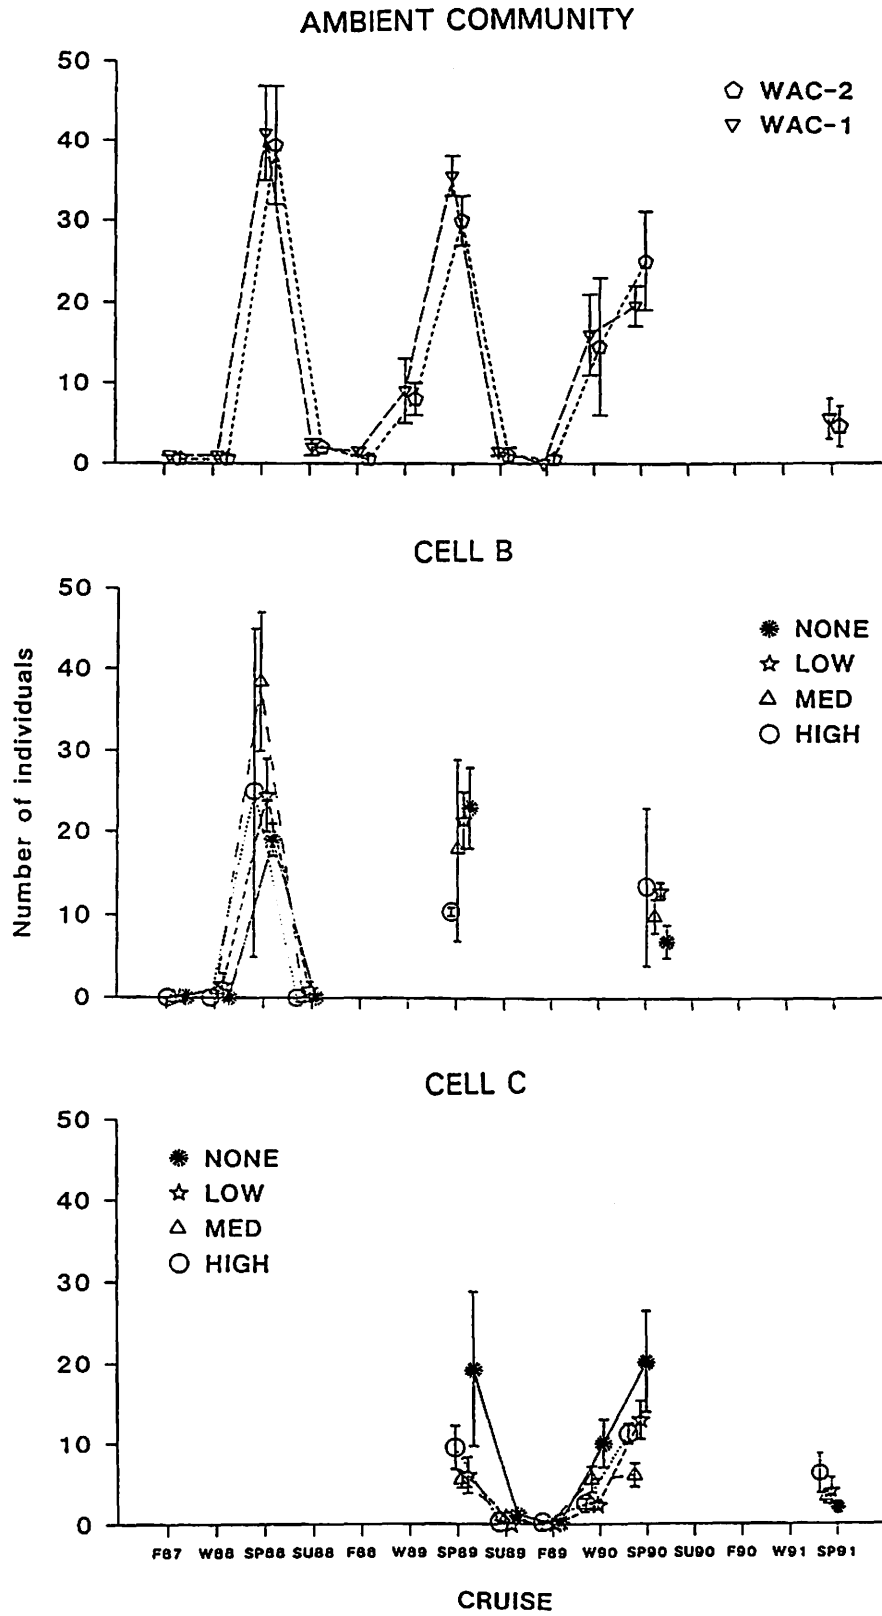 AMBIENT COMMUNITY
50
40
30
20
10
0
WAC-2
WAC-1
CELL B
Number of individuals
50
40
30
20
10
0
NONE
LOW
MED
HIGH
CELL C
50
40
30
20
10
0
NONE
LOW
MED
HIGH
F87 W88 SP88 SU88 F88 W89 SP89 SU89 F89 W90 SP90 SU90 F90 W91 SP91
CRUISE